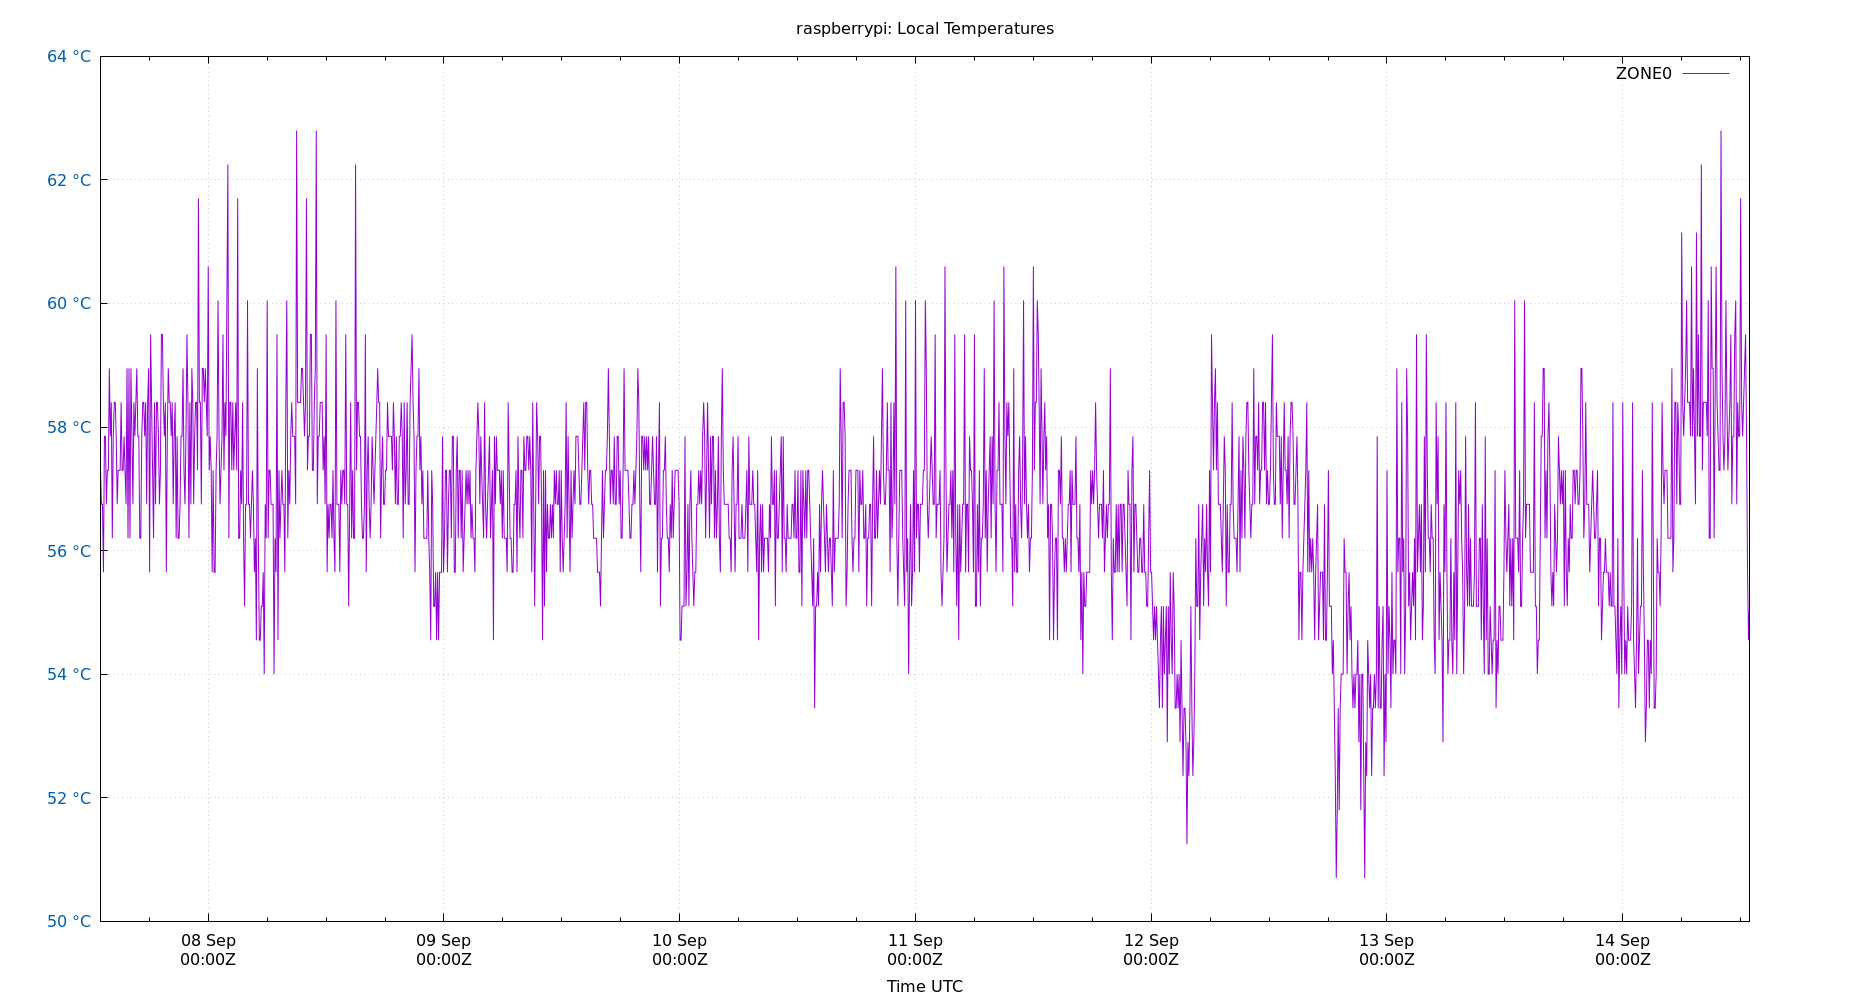 raspberrypi: Local Temperatures
64 °C
ZONE0
62 °C
60 °C
58 °C
56 °C
54 °C
52 °C
50 °C
08 Sep 09 Sep 10 Sep 11 Sep 12 Sep 13 Sep 14 Sep
00:00Z 00:00Z 00:00Z 00:00Z 00:00Z 00:00Z 00:00Z
Time UTC